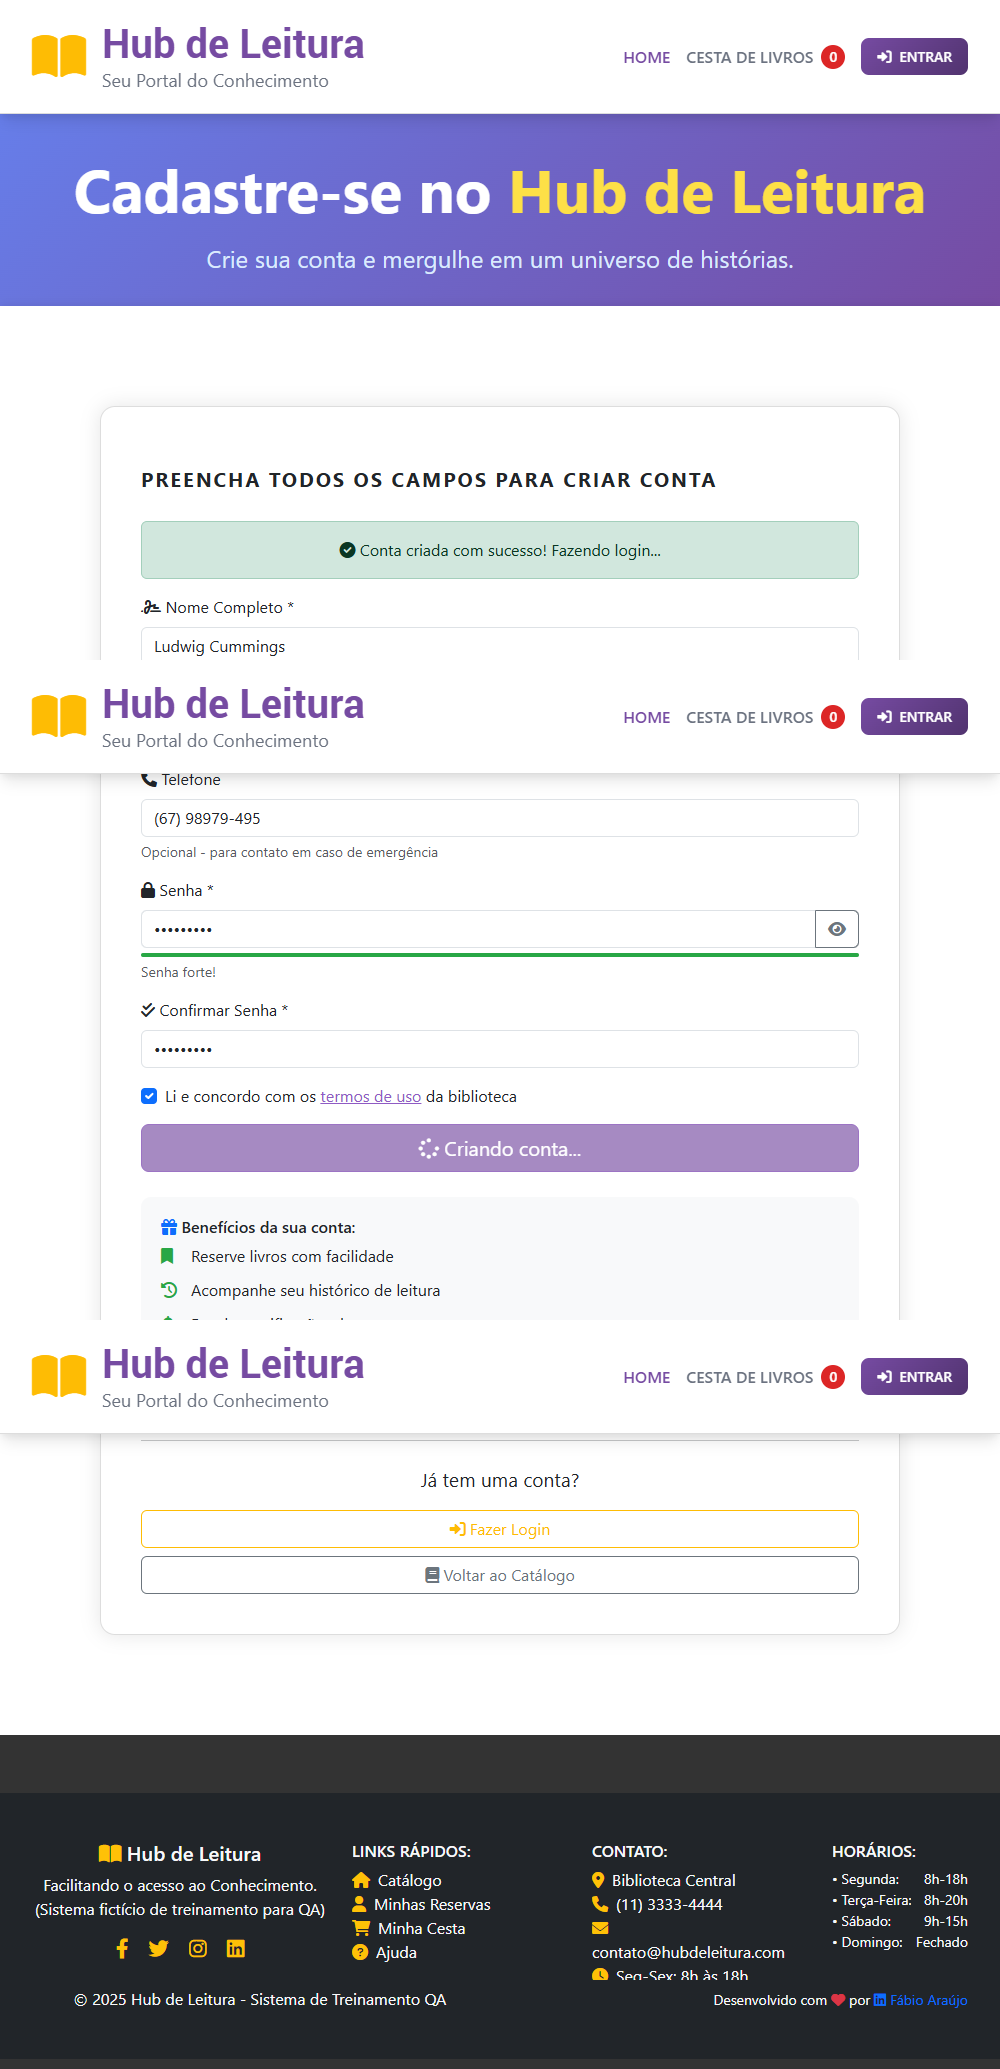 Hub de Leitura
Seu Portal do Conhecimento
HOME CESTA DE LIVROS 0 ENTRAR
Cadastre-se no Hub de Leitura
Crie sua conta e mergulhe em um universo de histórias.
PREENCHA TODOS OS CAMPOS PARA CRIAR CONTA
Conta criada com sucesso! Fazendo login...
Nome Completo *
Ludwig Cummings
Hub de Leitura
Seu Portal do Conhecimento
HOME CESTA DE LIVROS 0 ENTRAR
Telefone
(67) 98979-495
Opcional - para contato em caso de emergência
Senha *
•••••••••
Senha forte!
Confirmar Senha *
•••••••••
Li e concordo com os termos de uso da biblioteca
Criando conta...
Benefícios da sua conta:
Reserve livros com facilidade
Acompanhe seu histórico de leitura
Hub de Leitura
Seu Portal do Conhecimento
HOME CESTA DE LIVROS 0 ENTRAR
Já tem uma conta?
Fazer Login
Voltar ao Catálogo
Hub de Leitura
Facilitando o acesso ao Conhecimento.
(Sistema fictício de treinamento para QA)
LINKS RÁPIDOS:
Catálogo
Minhas Reservas
Minha Cesta
Ajuda
CONTATO:
Biblioteca Central
(11) 3333-4444
contato@hubdeleitura.com
Seg-Sex: 8h às 18h
HORÁRIOS:
• Segunda: 8h-18h
• Terça-Feira: 8h-20h
• Sábado: 9h-15h
• Domingo: Fechado
© 2025 Hub de Leitura - Sistema de Treinamento QA
Desenvolvido com por Fábio Araújo